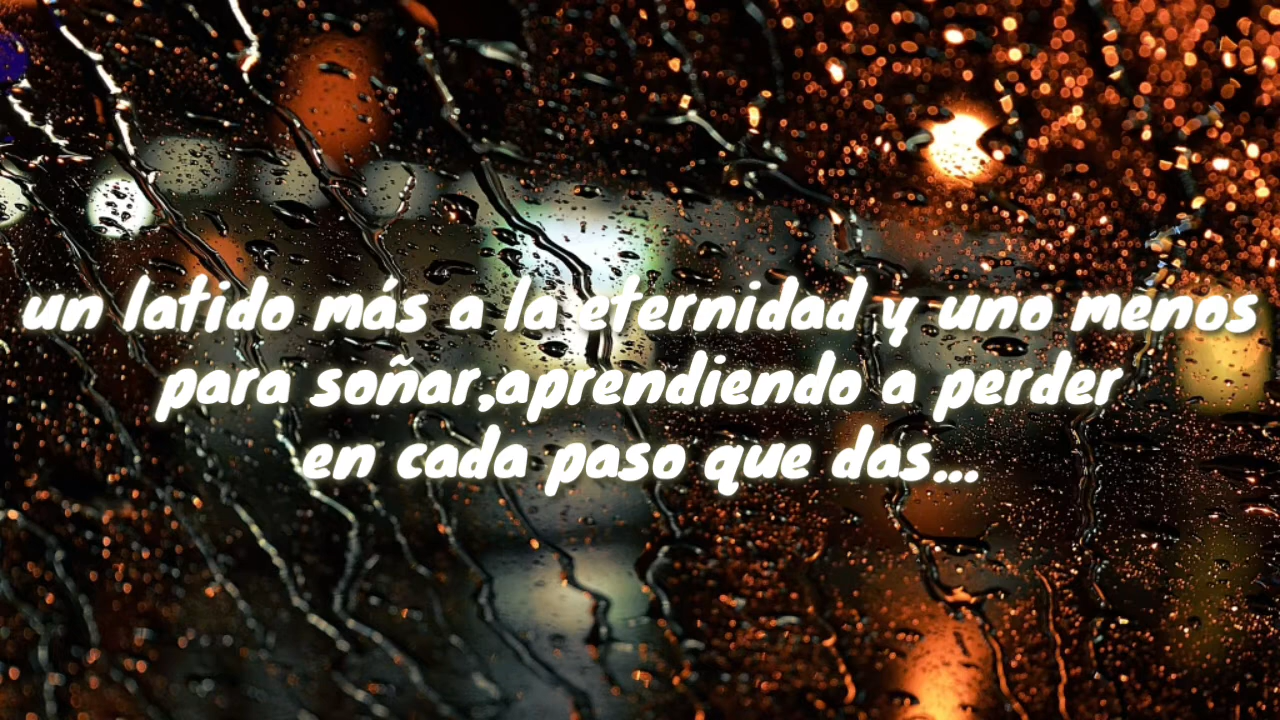 un latido más a la eternidad y uno menos
para soñar,aprendiendo a perder
en cada paso que das...